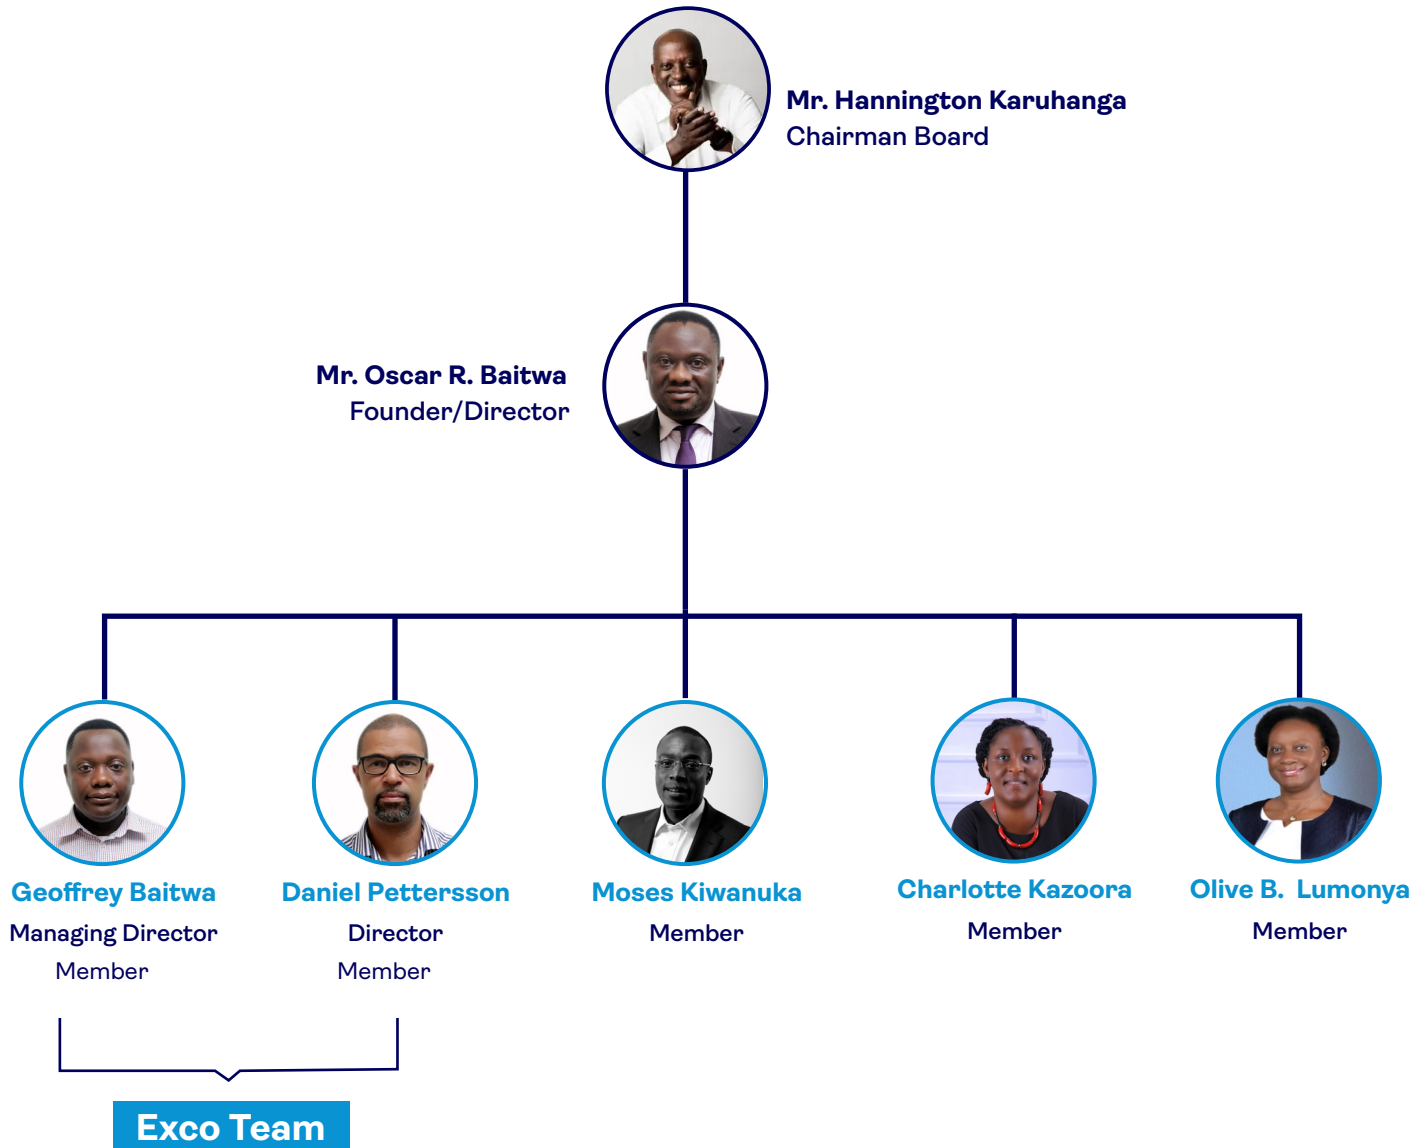 Mr. Hannington Karuhanga
Chairman Board
Mr. Oscar R. Baitwa
Founder/Director
Geoffrey Baitwa
Managing Director
Member
Daniel Pettersson
Director
Member
Moses Kiwanuka
Member
Charlotte Kazoora
Member
Olive B. Lumonya
Member
Exco Team